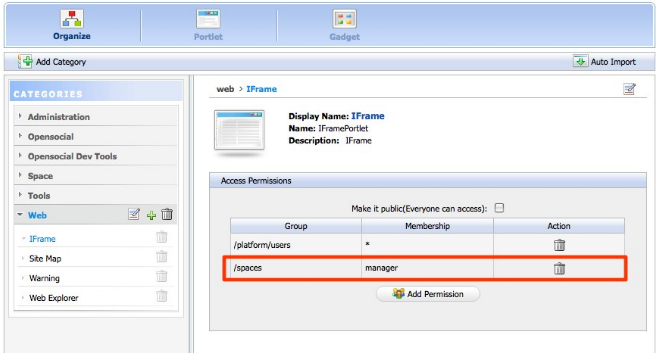 Organize
Portlet
Gadget
Add Category
Auto Import
CATEGORIES
Administration
Opensocial
Opensocial Dev Tools
Space
Tools
Web
IFrame
Site Map
Warning
Web Explorer
web > IFrame
Display Name: IFrame
Name: IFramePortlet
Description: IFrame
Access Permissions
Make it public(Everyone can access):
Group Membership Action
/platform/users *
/spaces manager
Add Permission